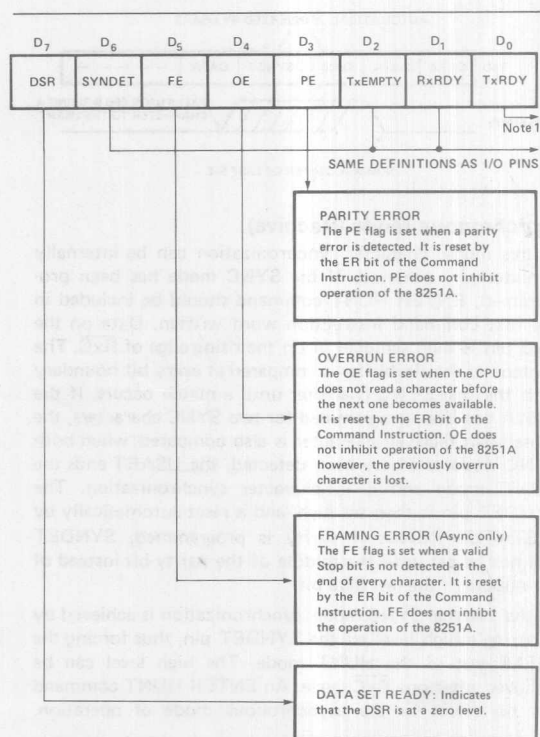 D7 D6 D5 D4 D3 D2 D1 D0
DSR SYNDET FE OE PE TxEMPTY RxRDY TxRDY
Note 1
SAME DEFINITIONS AS I/O PINS
PARITY ERROR
The PE flag is set when a parity
error is detected. It is reset by
the ER bit of the Command
Instruction. PE does not inhibit
operation of the 8251A.
OVERRUN ERROR
The OE flag is set when the CPU
does not read a character before
the next one becomes available.
It is reset by the ER bit of the
Command Instruction. OE does
not inhibit operation of the 8251A
however, the previously overrun
character is lost.
FRAMING ERROR (Async only)
The FE flag is set when a valid
Stop bit is not detected at the
end of every character. It is reset
by the ER bit of the Command
Instruction. FE does not inhibit
the operation of the 8251A.
DATA SET READY: Indicates
that the DSR is at a zero level.